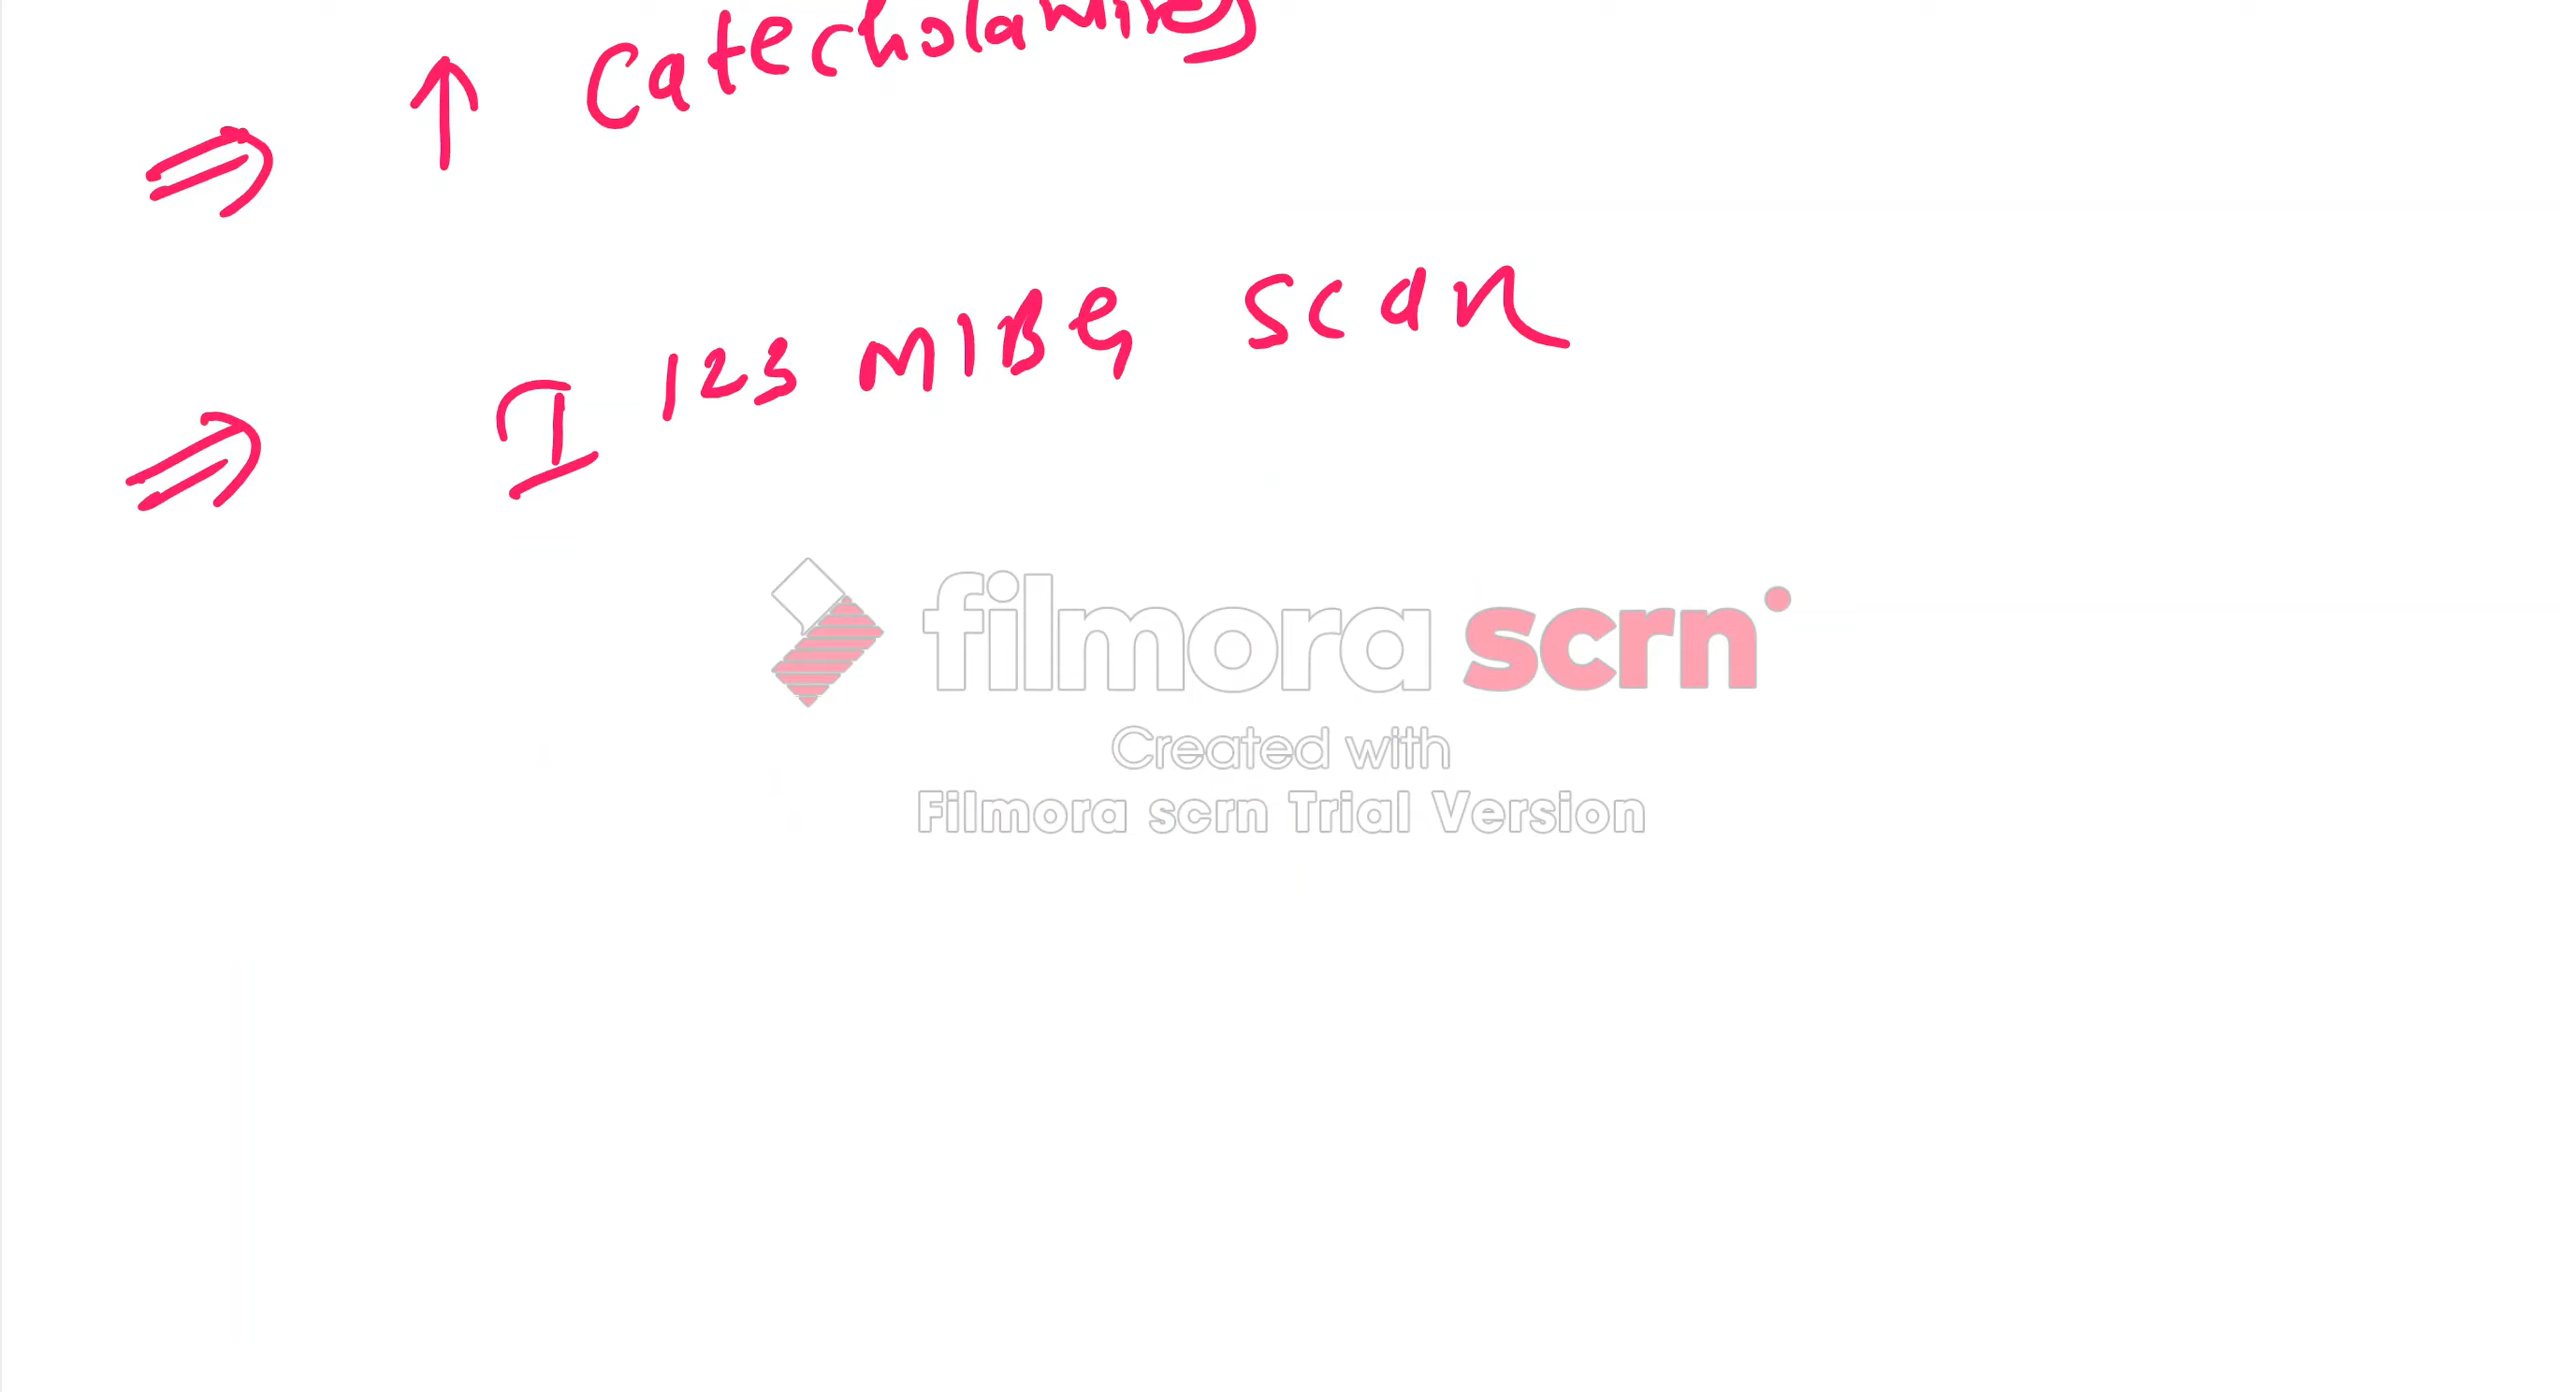 ⇒ ↑ Catecholamines
⇒ I 123 MIBG scan
filmora scrn
Created with
Filmora scrn Trial Version